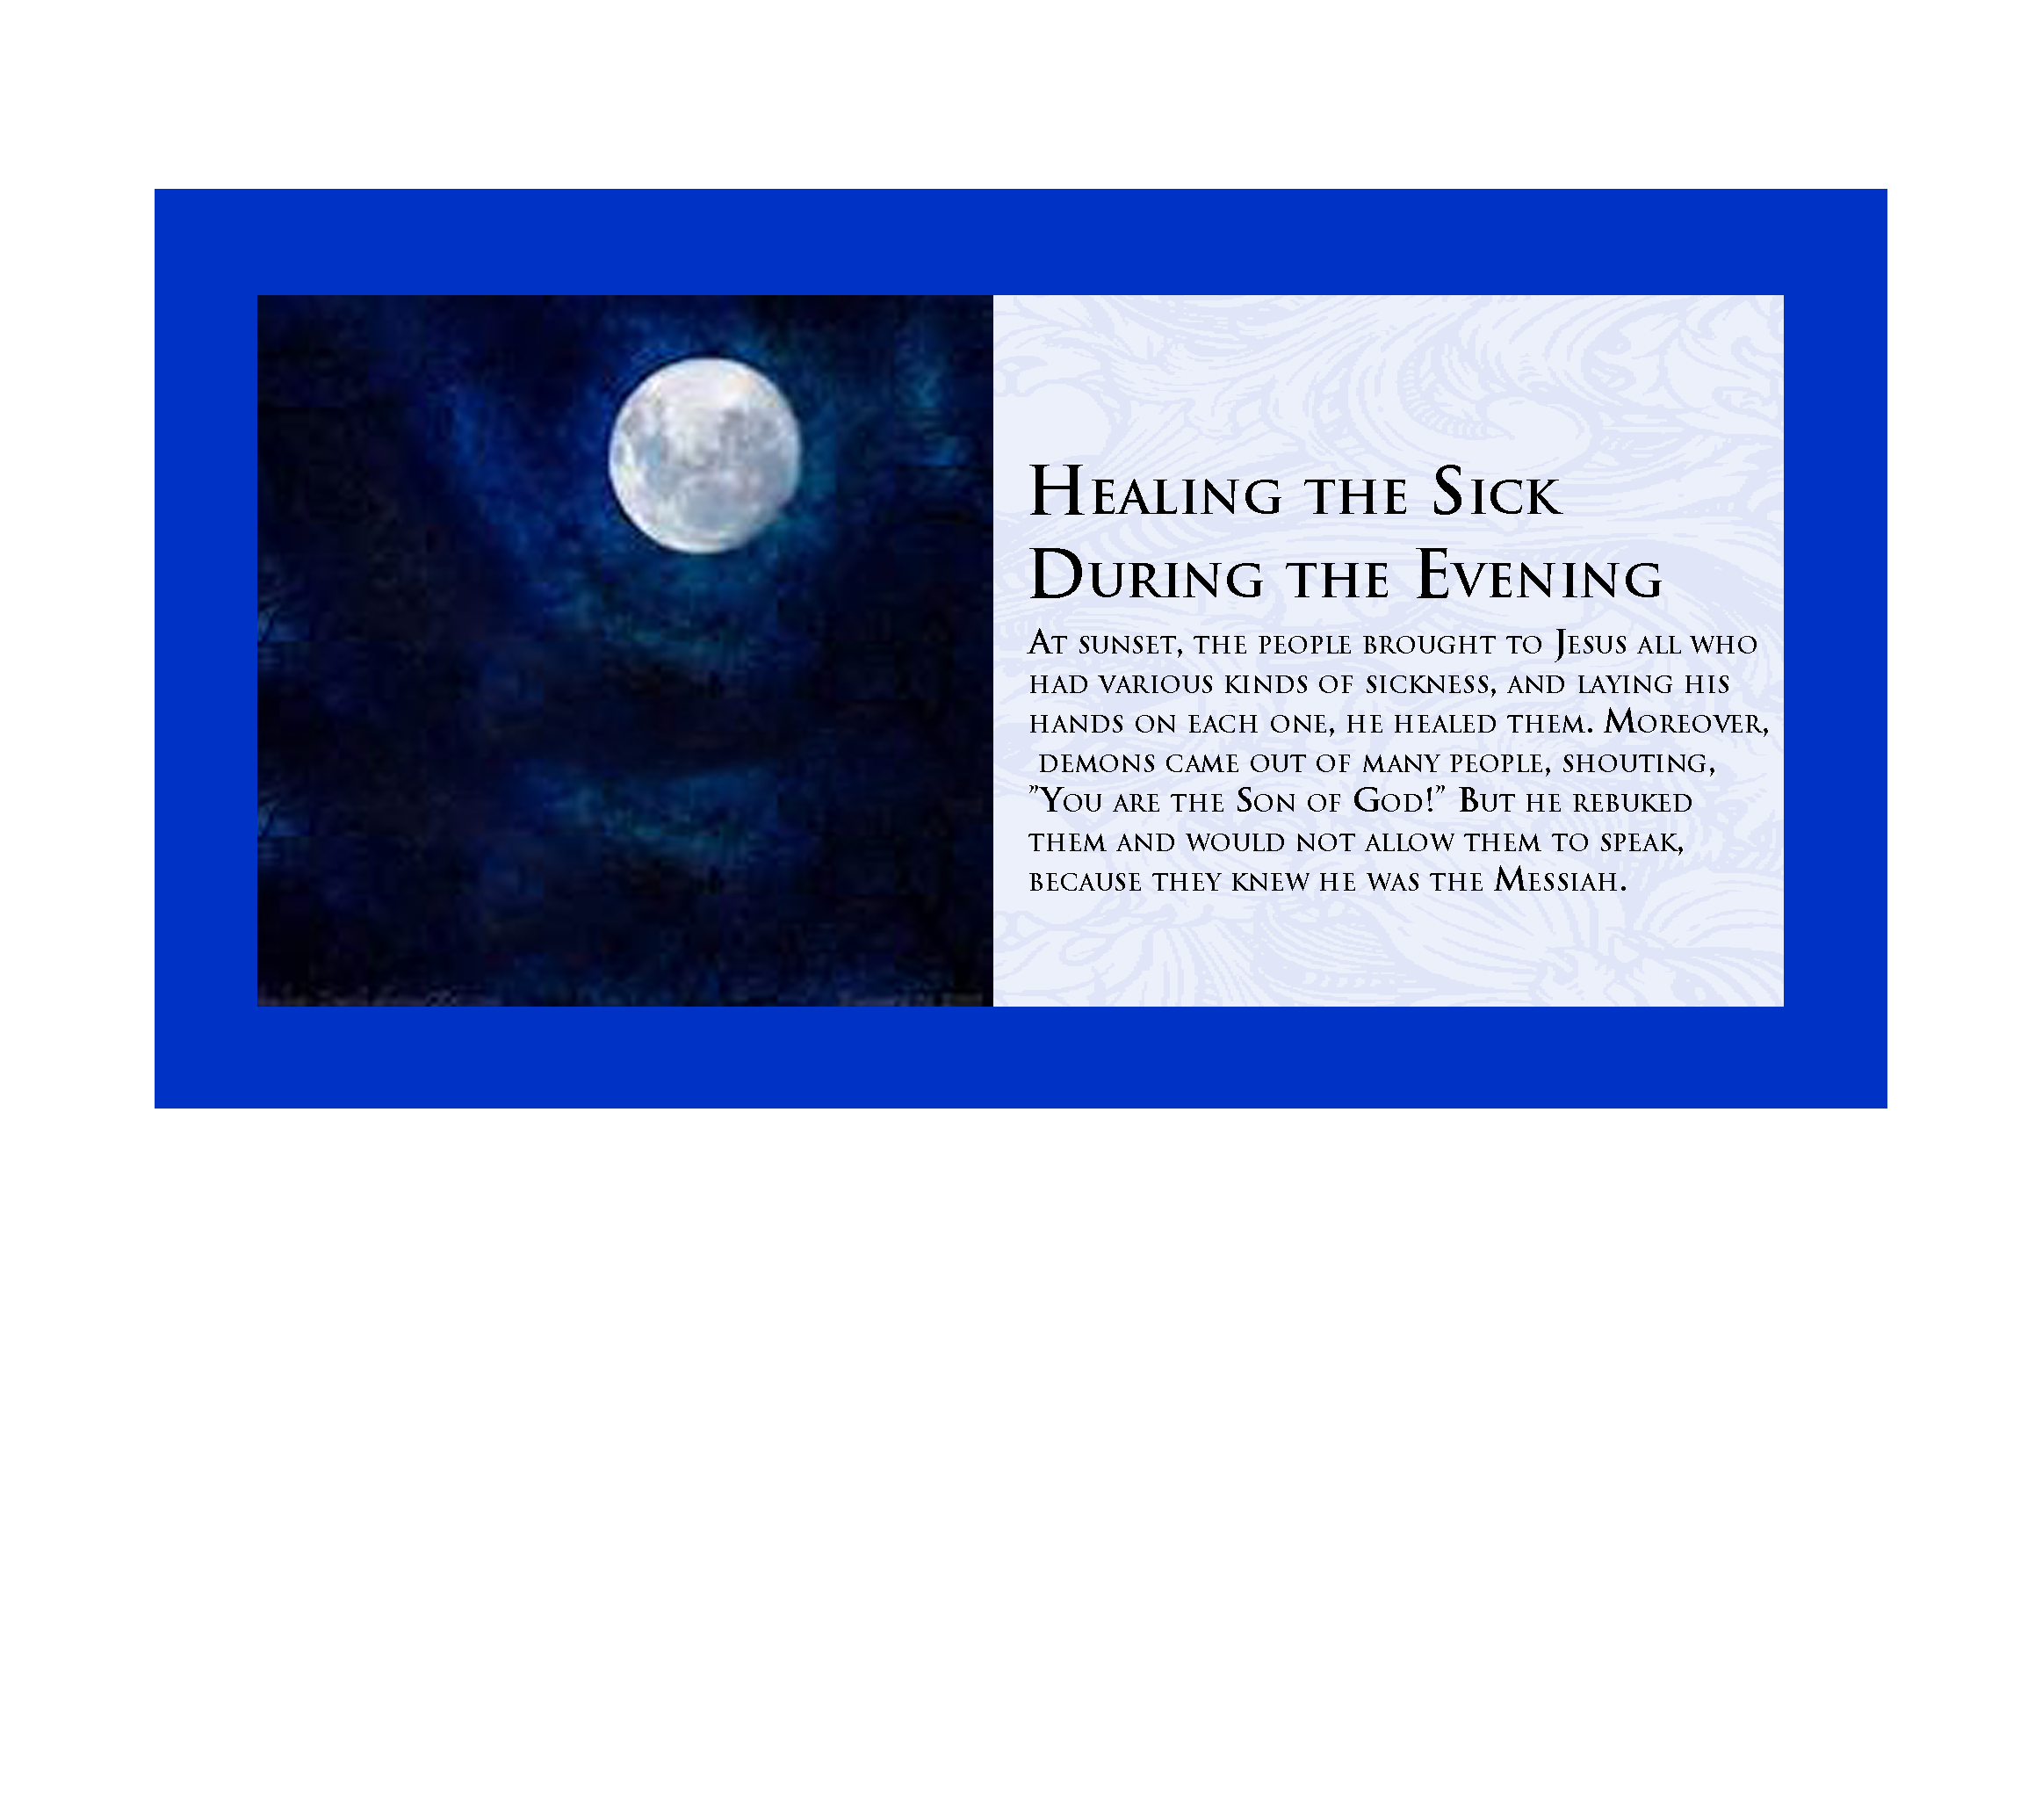 Healing the Sick
During the Evening
At sunset, the people brought to Jesus all who
had various kinds of sickness, and laying his
hands on each one, he healed them. Moreover,
demons came out of many people, shouting,
"You are the Son of God!" But he rebuked
them and would not allow them to speak,
because they knew he was the Messiah.